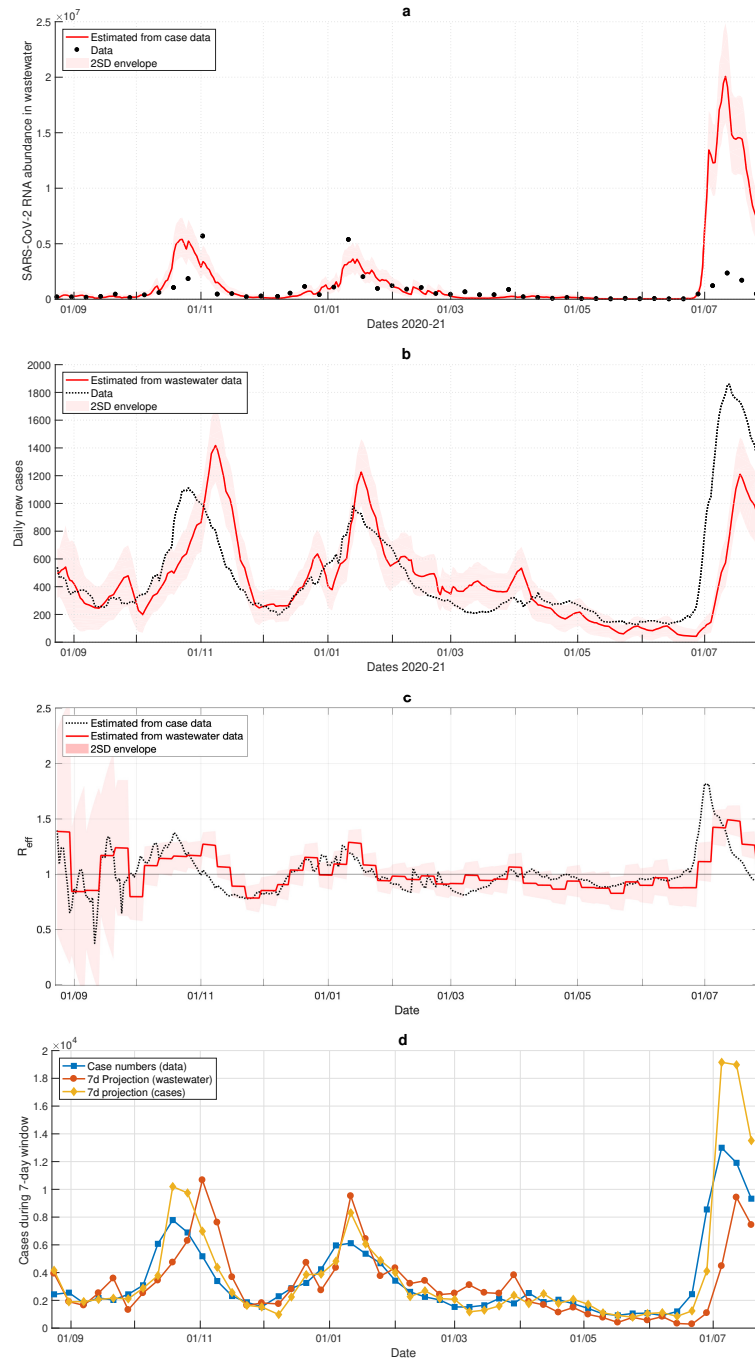 a
×10⁷
Estimated from case data
Data
2SD envelope
2.5
2
1.5
1
0.5
0
SARS-CoV-2 RNA abundance in wastewater
01/09 01/11 01/01 01/03 01/05 01/07
Dates 2020-21
b
Estimated from wastewater data
Data
2SD envelope
2000
1800
1600
1400
1200
1000
800
600
400
200
0
Daily new cases
01/09 01/11 01/01 01/03 01/05 01/07
Dates 2020-21
c
Estimated from case data
Estimated from wastewater data
2SD envelope
2.5
2
1.5
1
0.5
0
R_eff
01/09 01/11 01/01 01/03 01/05 01/07
Date
d
×10⁴
Case numbers (data)
7d Projection (wastewater)
7d projection (cases)
2
1.8
1.6
1.4
1.2
1
0.8
0.6
0.4
0.2
0
Cases during 7-day window
01/09 01/11 01/01 01/03 01/05 01/07
Date